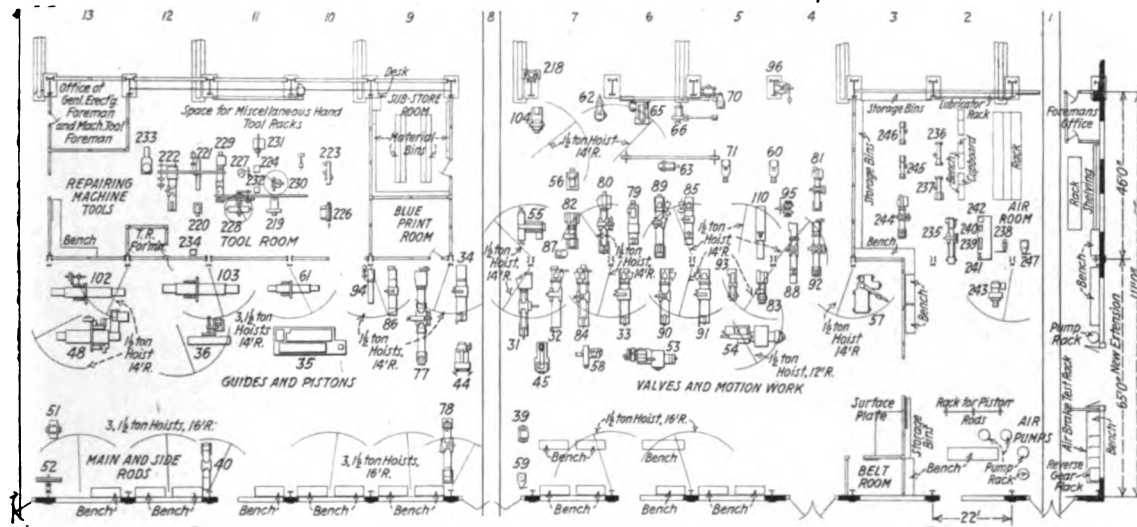 13 12 11 10 9 8 7 6 5 4 3 2 1
Office of
Genl. Erect'g
Foreman
and Mach. Tool
Foreman
Space for Miscellaneous Hand
Tool Racks
Desk
SUB-STORE
ROOM
Material
Bins
218
104
62
65
66
70
96
1½ ton Hoist
14'R.
Storage Bins
Lubricator
Rack
Foremans
Office
233
222
221
229
227
224
231
232
230
223
220
228
219
226
REPAIRING
MACHINE
TOOLS
Bench
T.R.
Form'n
234
TOOL ROOM
BLUE
PRINT
ROOM
56
63
71
60
81
55
82
80
79
89
85
110
95
87
1½ ton
Hoist,
14'R.
1½ ton
Hoist, 14'R.
1½ ton
Hoist
14'R.
93
83
88
92
84
Storage Bins
246
245
244
236
237
235
Bench
Cupboard
Rack
AIR
ROOM
242
240
239
241
238
247
243
Bench
Rack
Shelving
46'0"
102
103
61
94
34
86
77
44
48
36
35
1½ ton
Hoist
14'R.
3, 1½ ton
Hoists
14'R.
1½ ton
Hoists,
14'R.
GUIDES AND PISTONS
31
32
84
33
90
91
45
58
53
54
1½ ton
Hoist, 12'R.
1½ ton
Hoist
14'R.
37
Bench
VALVES AND MOTION WORK
Bench
Pump
Rack
65'0" New Extension
51
52
3, 1½ ton Hoists, 16'R.
MAIN AND SIDE
RODS
40
3, 1½ ton
Hoists,
16'R.
78
39
59
1½ ton Hoist, 16'R.
Bench
Bench
Surface
Plate
Storage
Bins
BELT
ROOM
Rack for Piston
Rods
AIR
PUMPS
Bench
Pump
Rack
Air Brake Test Rack
Bench
Reverse
Gear
Rack
Bench Bench Bench Bench Bench Bench Bench Bench
22'